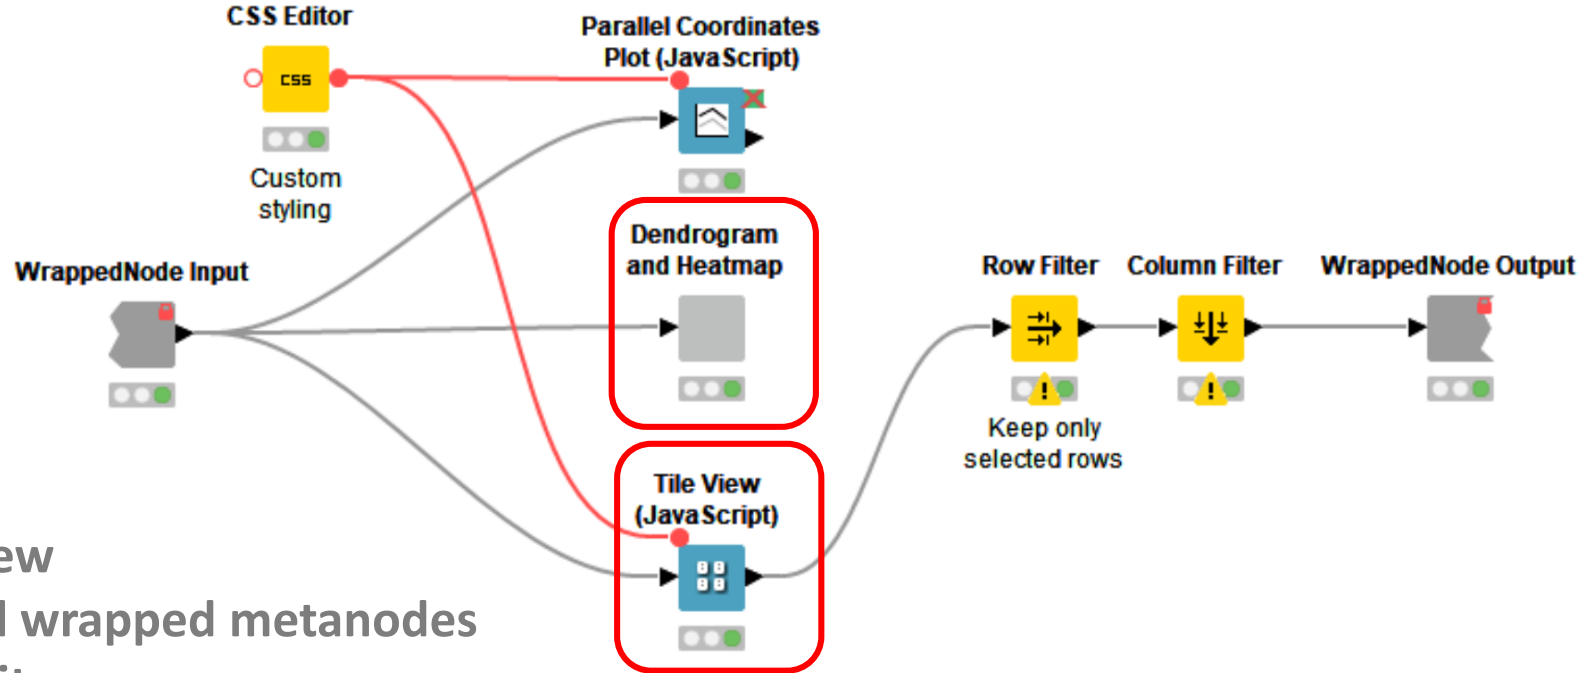 CSS Editor
css
Custom
styling
Parallel Coordinates
Plot (JavaScript)
WrappedNode Input
Dendrogram
and Heatmap
Row Filter
Keep only
selected rows
Column Filter
WrappedNode Output
Tile View
(JavaScript)
wrapped metanodes